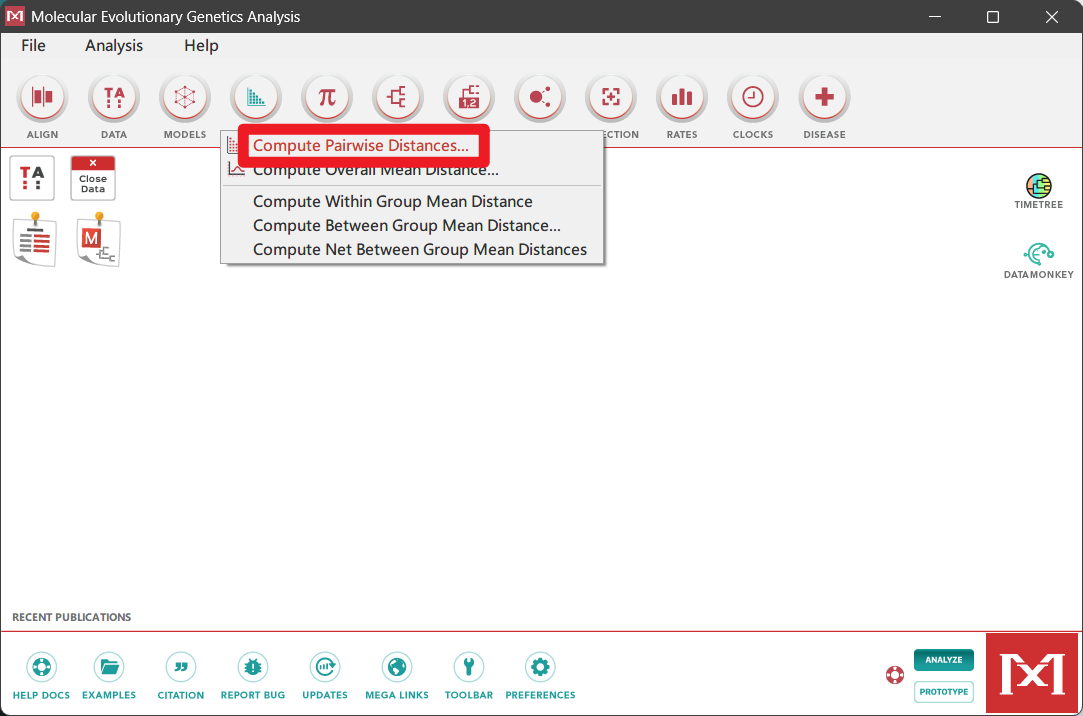 Molecular Evolutionary Genetics Analysis
File Analysis Help
TA
π
1,2
ALIGN DATA MODELS ECTION RATES CLOCKS DISEASE
Compute Pairwise Distances...
Compute Overall Mean Distance...
Compute Within Group Mean Distance
Compute Between Group Mean Distance...
Compute Net Between Group Mean Distances
TA
Close
Data
M
TIMETREE
DATAMONKEY
RECENT PUBLICATIONS
HELP DOCS EXAMPLES CITATION REPORT BUG UPDATES MEGA LINKS TOOLBAR PREFERENCES
ANALYZE
PROTOTYPE